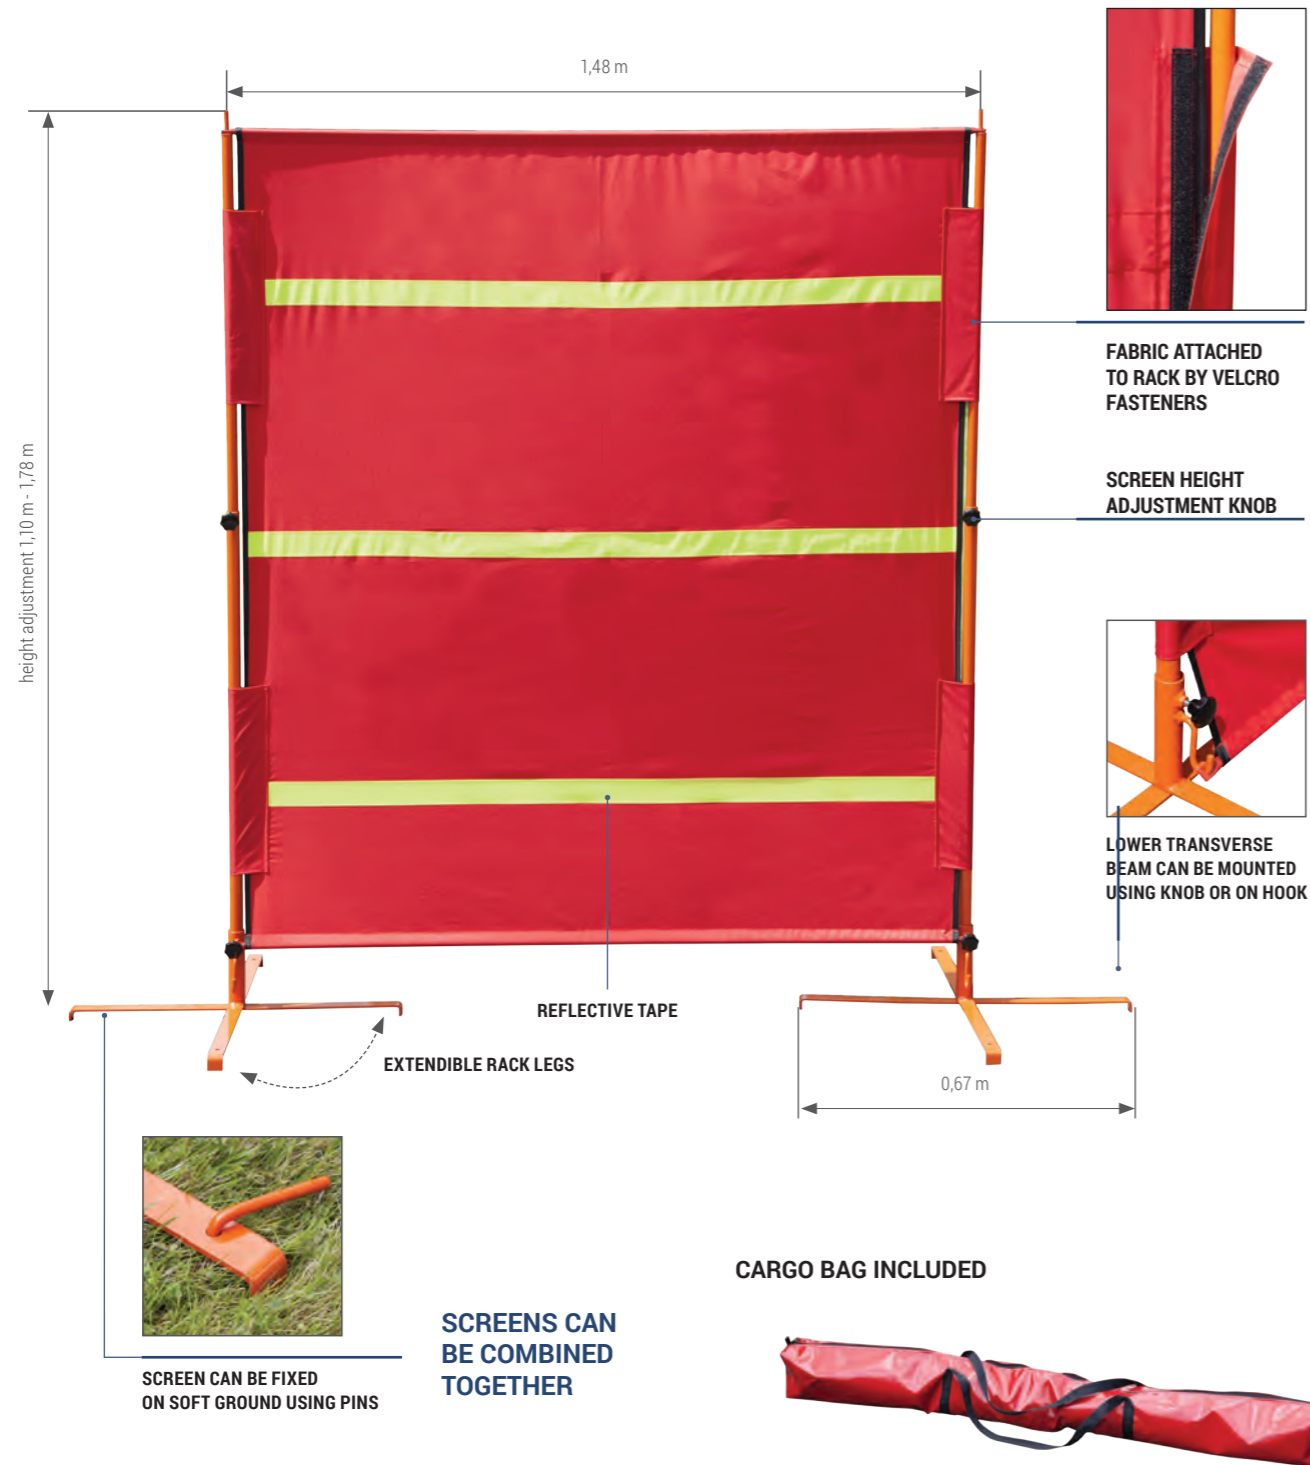 1,48 m
height adjustment 1,10 m - 1,78 m
FABRIC ATTACHED
TO RACK BY VELCRO
FASTENERS
SCREEN HEIGHT
ADJUSTMENT KNOB
LOWER TRANSVERSE
BEAM CAN BE MOUNTED
USING KNOB OR ON HOOK
REFLECTIVE TAPE
EXTENDIBLE RACK LEGS
0,67 m
SCREEN CAN BE FIXED
ON SOFT GROUND USING PINS
SCREENS CAN
BE COMBINED
TOGETHER
CARGO BAG INCLUDED